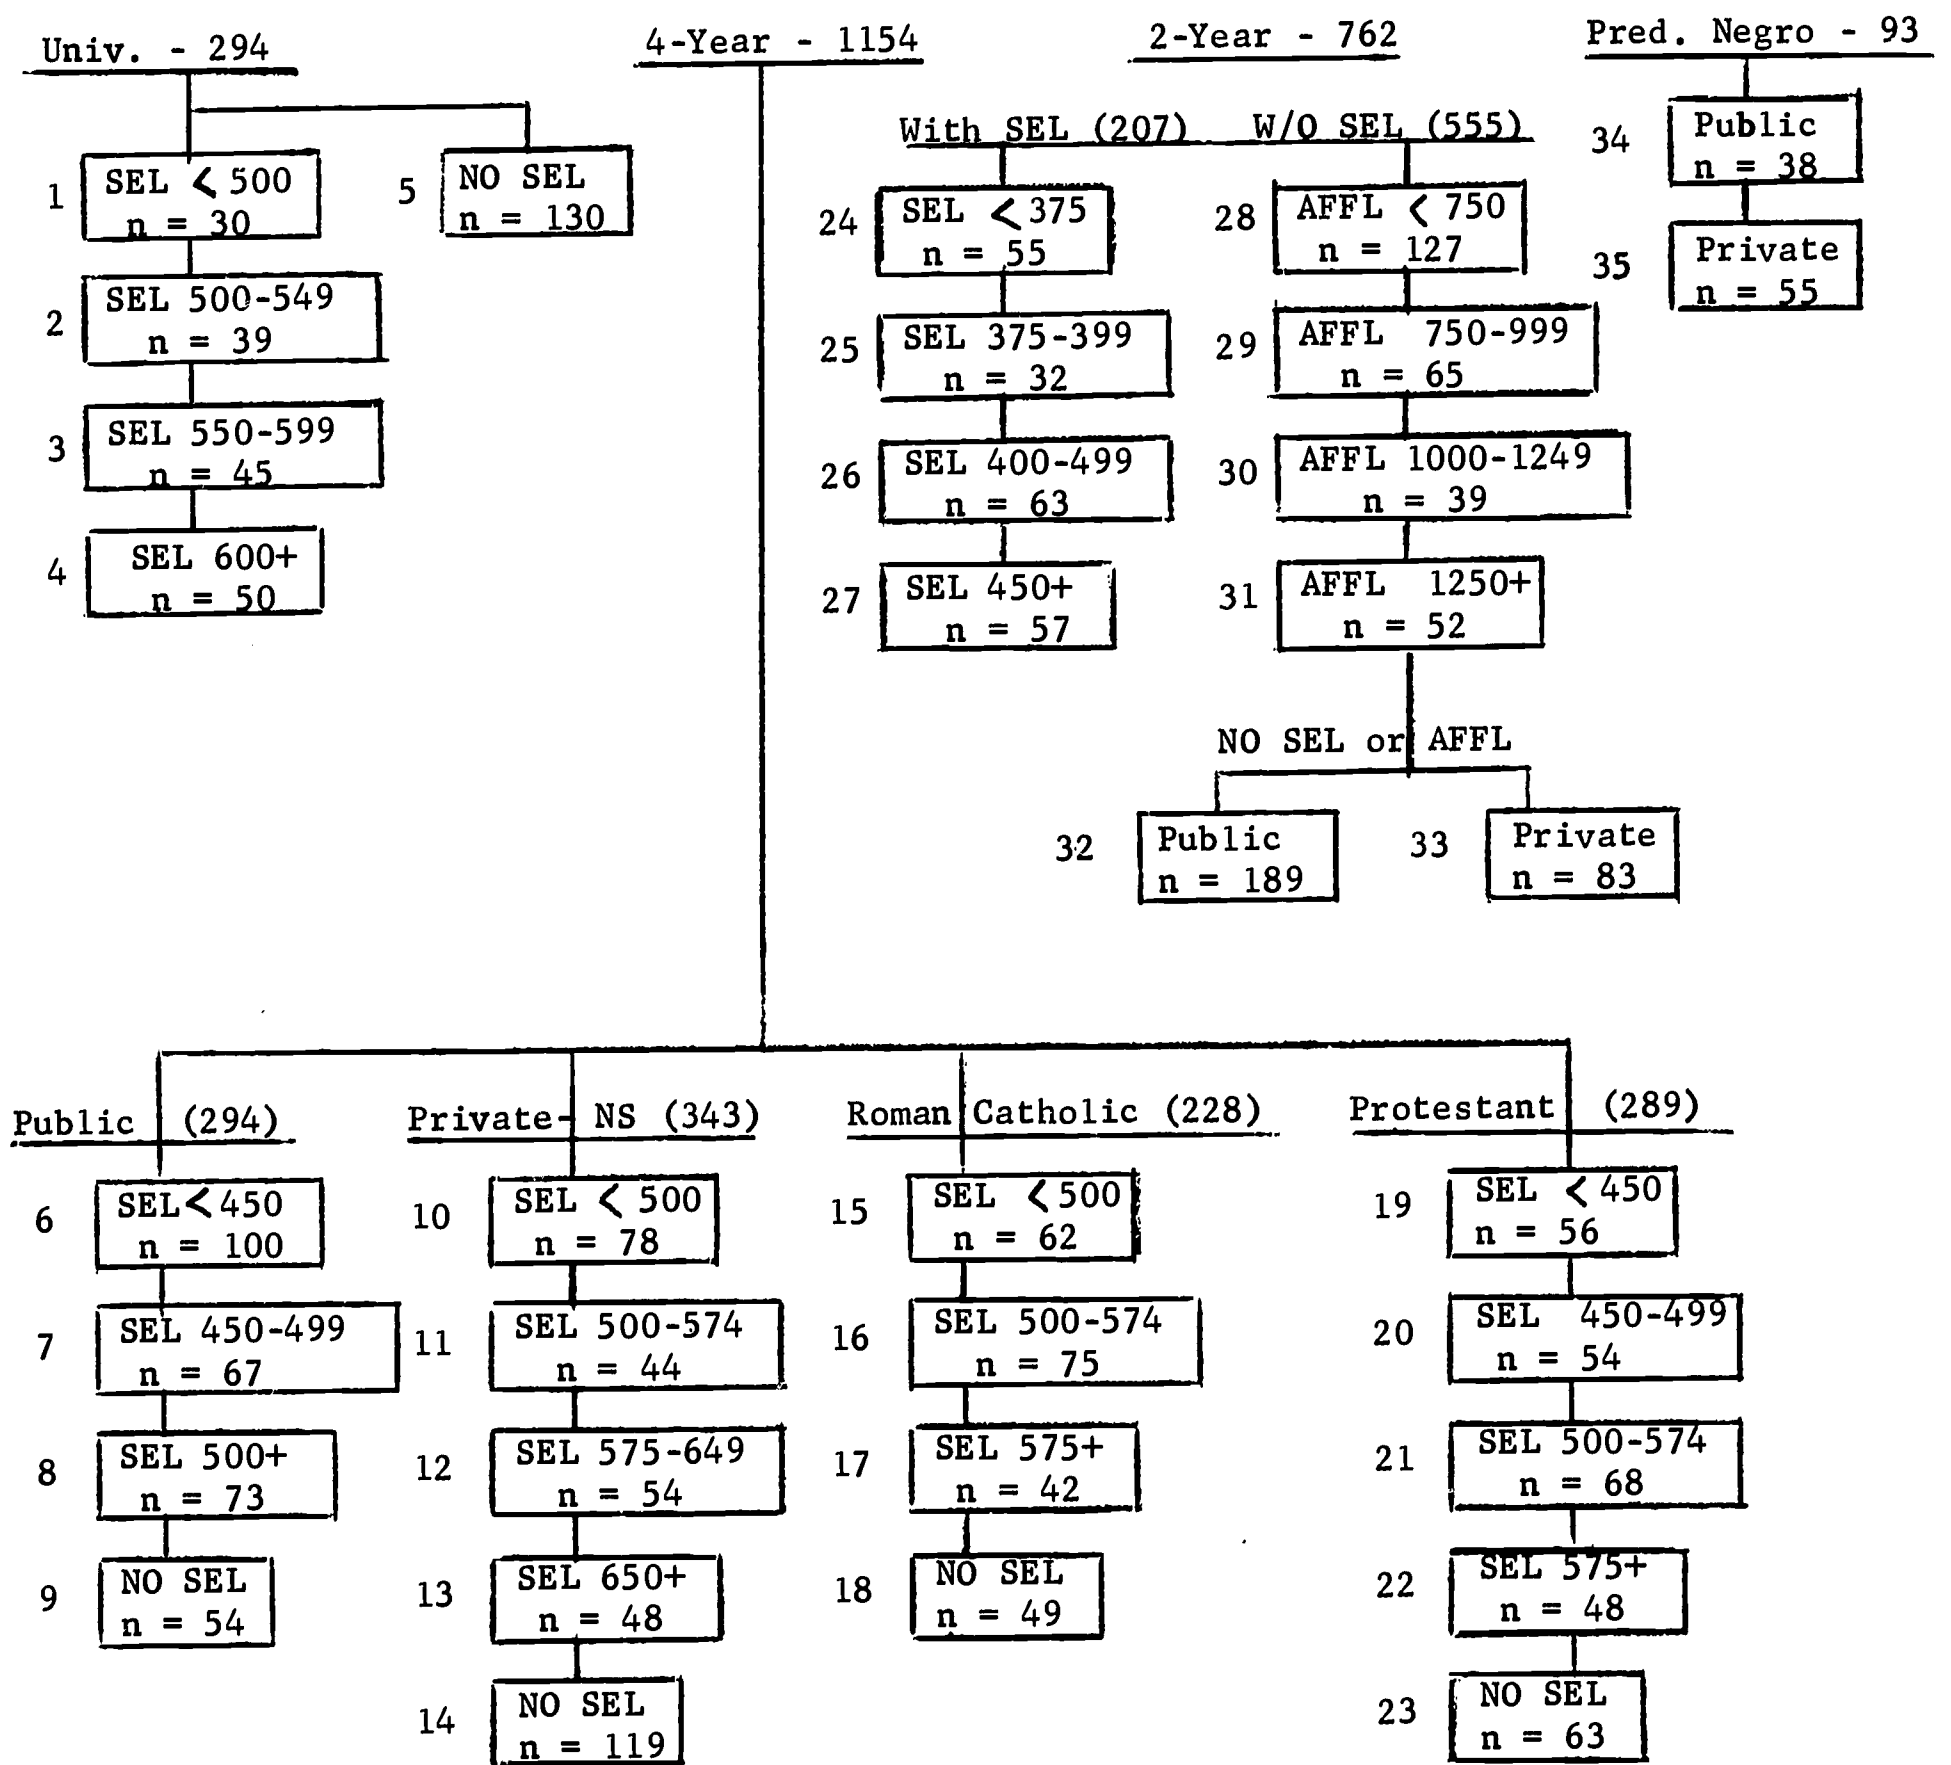 Univ. - 294
1
SEL < 500
n = 30
5
NO SEL
n = 130
2
SEL 500-549
n = 39
3
SEL 550-599
n = 45
4
SEL 600+
n = 50
4-Year - 1154
2-Year - 762
With SEL (207)
W/O SEL (555)
24
SEL < 375
n = 55
25
SEL 375-399
n = 32
26
SEL 400-499
n = 63
27
SEL 450+
n = 57
28
AFFL < 750
n = 127
29
AFFL 750-999
n = 65
30
AFFL 1000-1249
n = 39
31
AFFL 1250+
n = 52
NO SEL or AFFL
32
Public
n = 189
33
Private
n = 83
Pred. Negro - 93
34
Public
n = 38
35
Private
n = 55
Public (294)
6
SEL < 450
n = 100
7
SEL 450-499
n = 67
8
SEL 500+
n = 73
9
NO SEL
n = 54
Private- NS (343)
10
SEL < 500
n = 78
11
SEL 500-574
n = 44
12
SEL 575-649
n = 54
13
SEL 650+
n = 48
14
NO SEL
n = 119
Roman Catholic (228)
15
SEL < 500
n = 62
16
SEL 500-574
n = 75
17
SEL 575+
n = 42
18
NO SEL
n = 49
Protestant (289)
19
SEL < 450
n = 56
20
SEL 450-499
n = 54
21
SEL 500-574
n = 68
22
SEL 575+
n = 48
23
NO SEL
n = 63